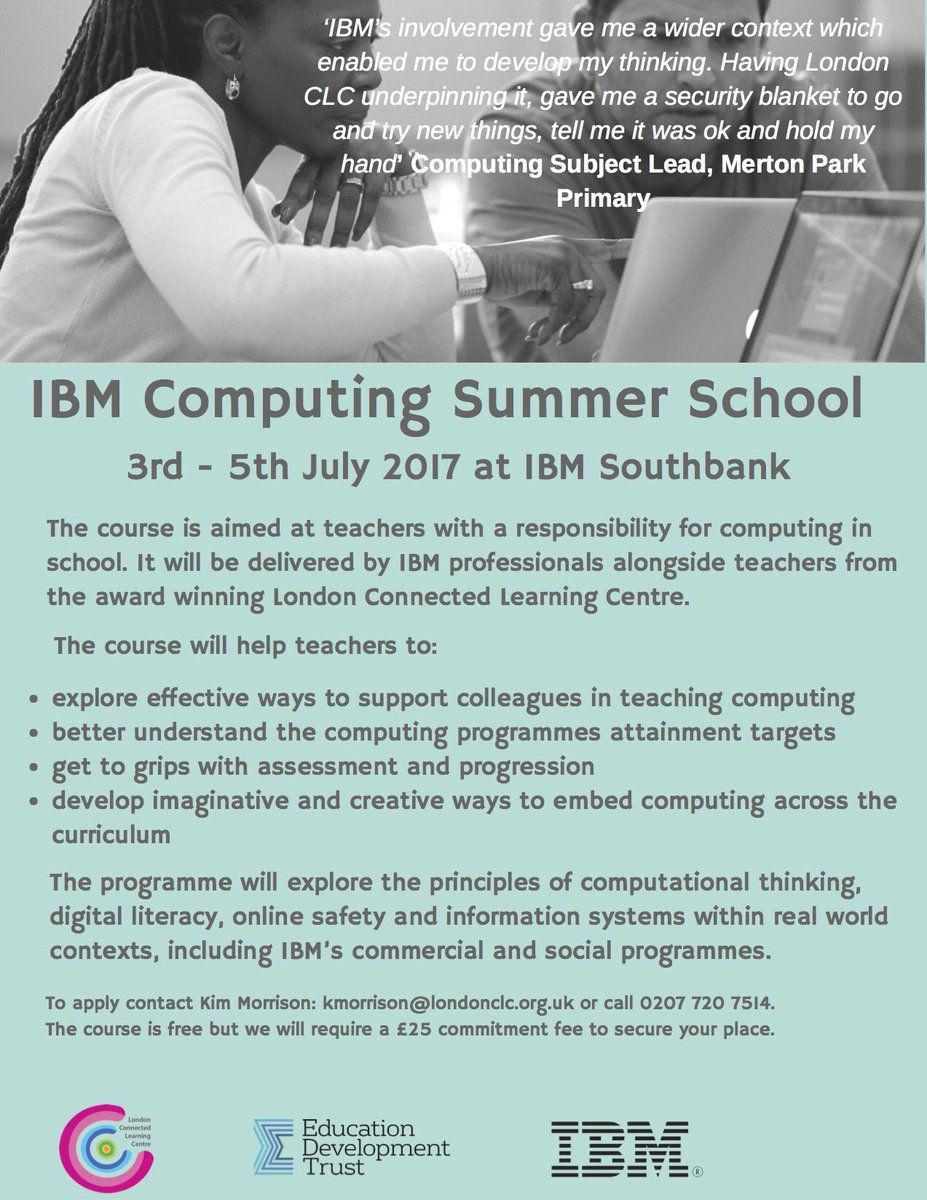 ‘IBM’s involvement gave me a wider context which
enabled me to develop my thinking. Having London
CLC underpinning it, gave me a security blanket to go
and try new things, tell me it was ok and hold my
hand’ Computing Subject Lead, Merton Park
Primary
IBM Computing Summer School
3rd - 5th July 2017 at IBM Southbank
The course is aimed at teachers with a responsibility for computing in
school. It will be delivered by IBM professionals alongside teachers from
the award winning London Connected Learning Centre.
The course will help teachers to:
• explore effective ways to support colleagues in teaching computing
• better understand the computing programmes attainment targets
• get to grips with assessment and progression
• develop imaginative and creative ways to embed computing across the
curriculum
The programme will explore the principles of computational thinking,
digital literacy, online safety and information systems within real world
contexts, including IBM’s commercial and social programmes.
To apply contact Kim Morrison: kmorrison@londonclc.org.uk or call 0207 720 7514.
The course is free but we will require a £25 commitment fee to secure your place.
London
Connected
Learning
Centre
Education
Development
Trust
IBM®